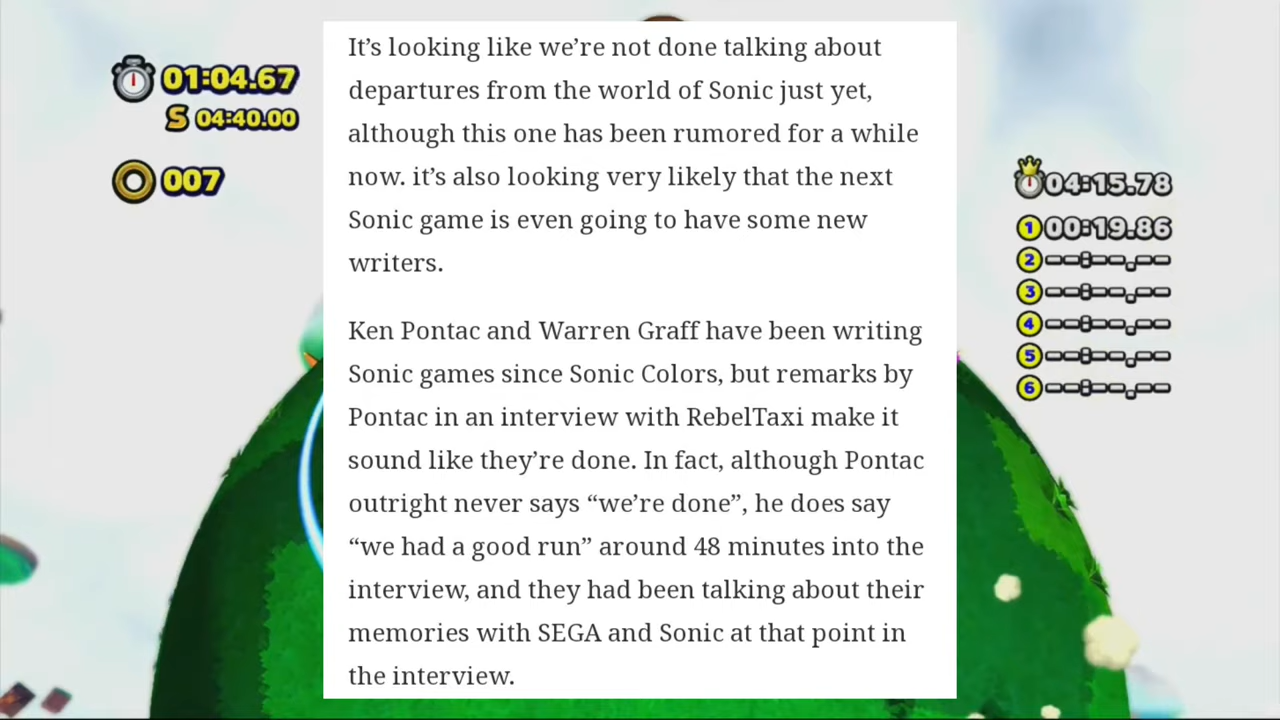 01:04.67
S 04:40.00
007
It’s looking like we’re not done talking about
departures from the world of Sonic just yet,
although this one has been rumored for a while
now. it’s also looking very likely that the next
Sonic game is even going to have some new
writers.
Ken Pontac and Warren Graff have been writing
Sonic games since Sonic Colors, but remarks by
Pontac in an interview with RebelTaxi make it
sound like they’re done. In fact, although Pontac
outright never says “we’re done”, he does say
“we had a good run” around 48 minutes into the
interview, and they had been talking about their
memories with SEGA and Sonic at that point in
the interview.
04:15.78
1 00:19.86
2 --:--.--
3 --:--.--
4 --:--.--
5 --:--.--
6 --:--.--